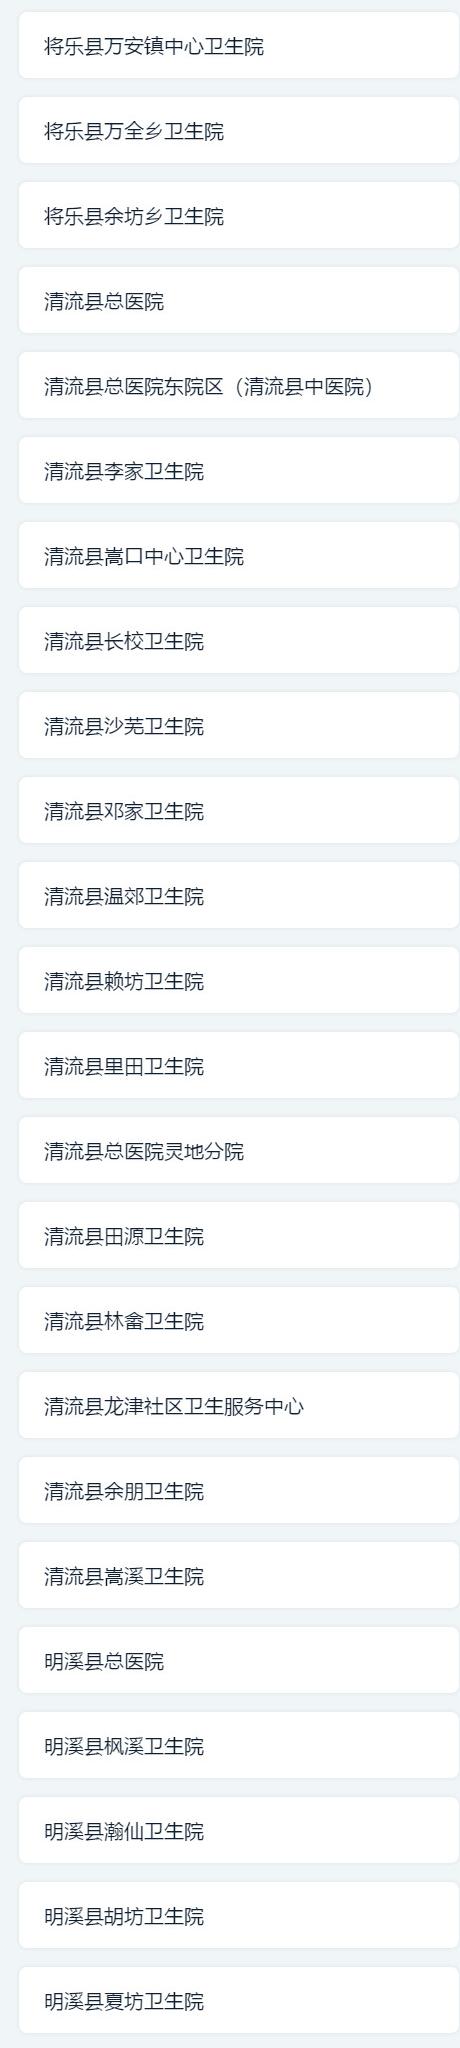 将乐县万安镇中心卫生院
将乐县万全乡卫生院
将乐县余坊乡卫生院
清流县总医院
清流县总医院东院区（清流县中医院）
清流县李家卫生院
清流县嵩口中心卫生院
清流县长校卫生院
清流县沙芜卫生院
清流县邓家卫生院
清流县温郊卫生院
清流县赖坊卫生院
清流县里田卫生院
清流县总医院灵地分院
清流县田源卫生院
清流县林畲卫生院
清流县龙津社区卫生服务中心
清流县余朋卫生院
清流县嵩溪卫生院
明溪县总医院
明溪县枫溪卫生院
明溪县瀚仙卫生院
明溪县胡坊卫生院
明溪县夏坊卫生院